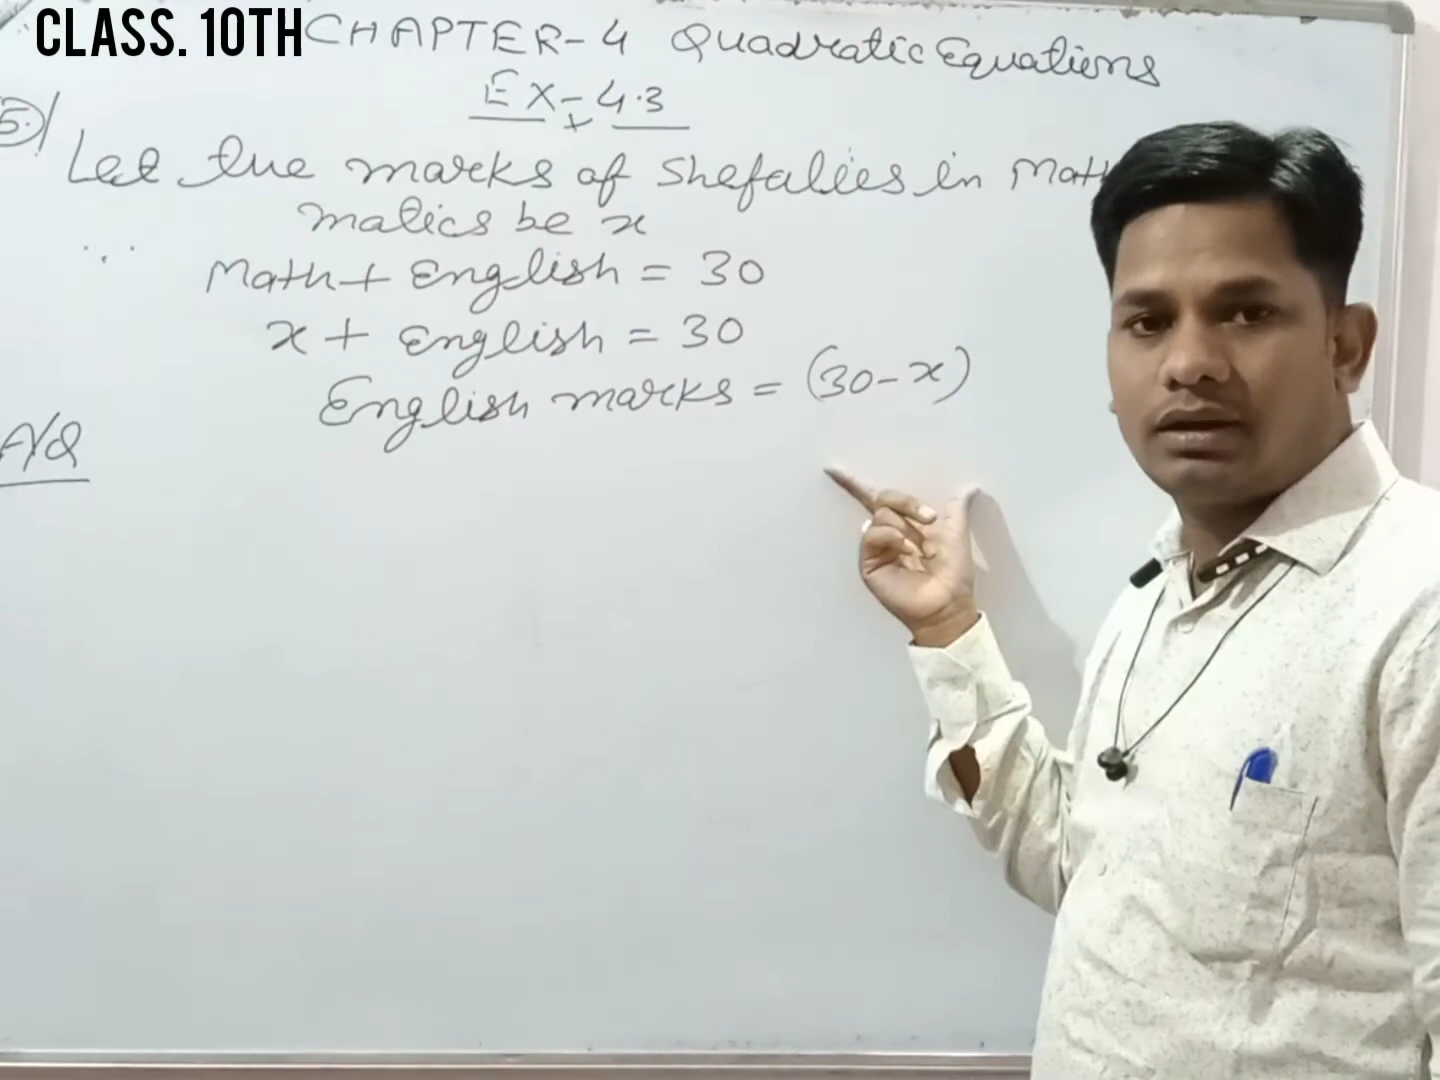 CLASS. 10TH CHAPTER-4 Quadratic Equations
EX-4.3
5.
Let the marks of Shefalies in Math
matics be x
∴ Math + English = 30
x + English = 30
English marks = (30-x)
A/Q